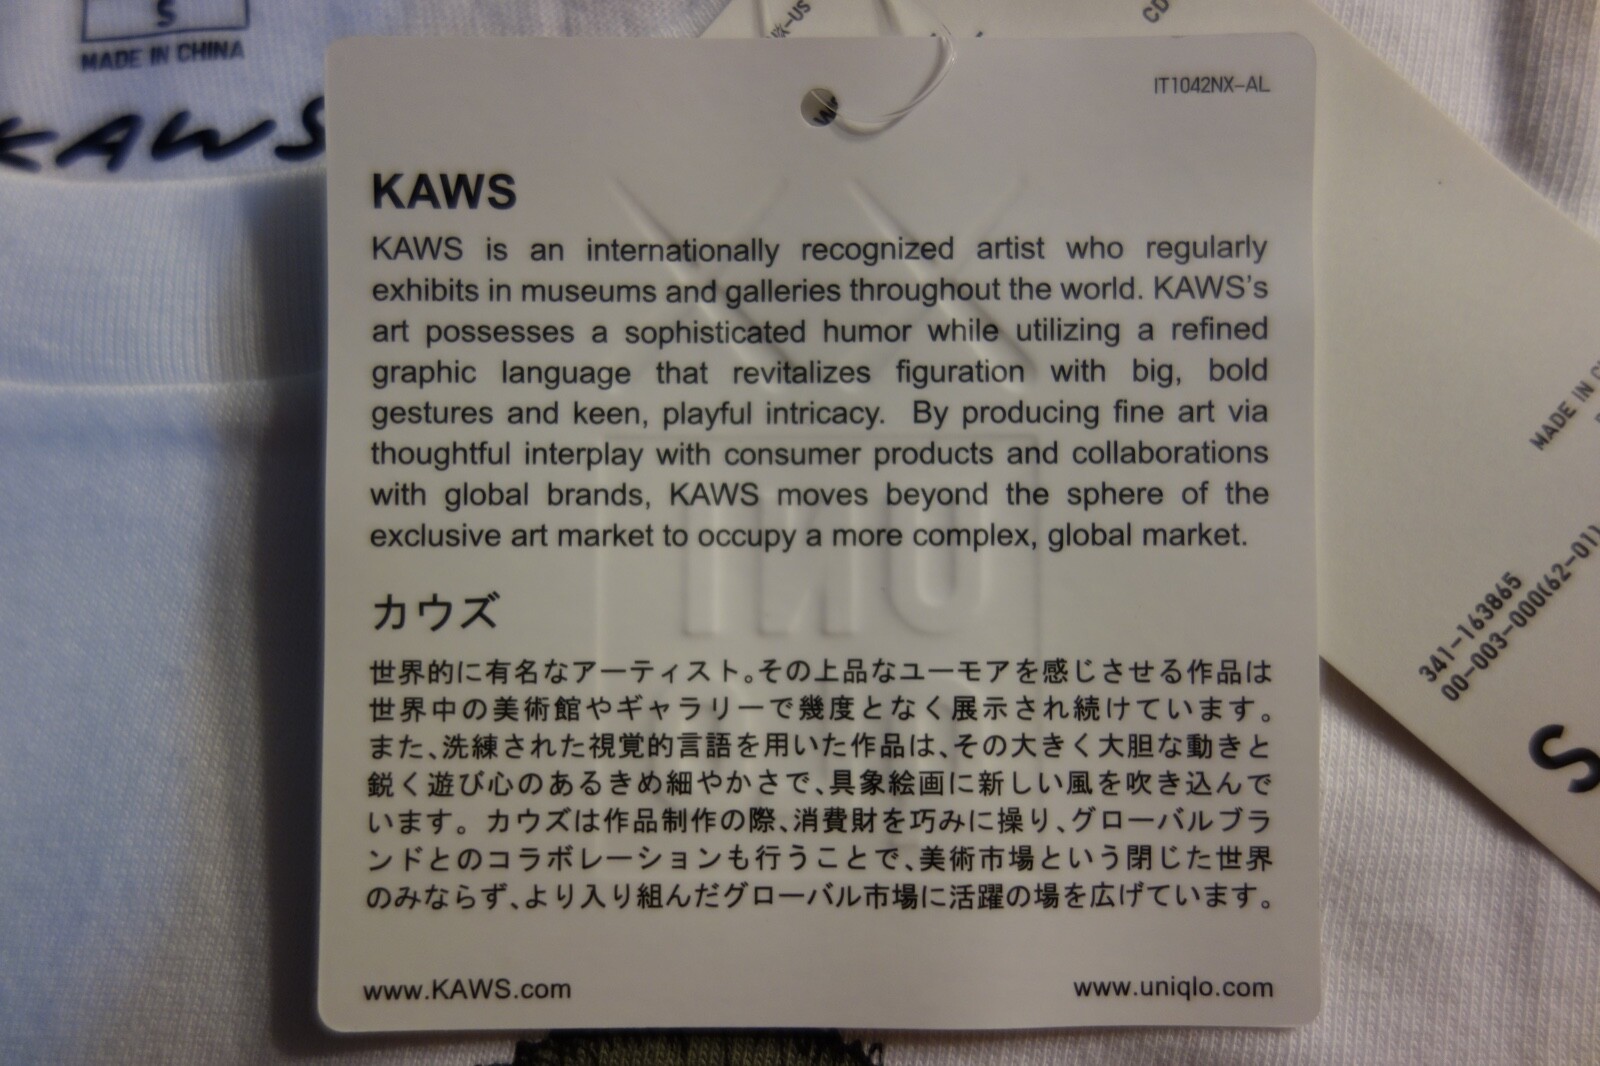 S
MADE IN CHINA
KAWS
IT1042NX-AL
KAWS
KAWS is an internationally recognized artist who regularly
exhibits in museums and galleries throughout the world. KAWS's
art possesses a sophisticated humor while utilizing a refined
graphic language that revitalizes figuration with big, bold
gestures and keen, playful intricacy. By producing fine art via
thoughtful interplay with consumer products and collaborations
with global brands, KAWS moves beyond the sphere of the
exclusive art market to occupy a more complex, global market.
カウズ
世界的に有名なアーティスト。その上品なユーモアを感じさせる作品は
世界中の美術館やギャラリーで幾度となく展示され続けています。
また、洗練された視覚的言語を用いた作品は、その大きく大胆な動きと
鋭く遊び心のあるきめ細やかさで、具象絵画に新しい風を吹き込んで
います。カウズは作品制作の際、消費財を巧みに操り、グローバルブラ
ンドとのコラボレーションも行うことで、美術市場という閉じた世界
のみならず、より入り組んだグローバル市場に活躍の場を広げています。
www.KAWS.com
www.uniqlo.com
MADE IN
341-163865
00-003-000(62-01)
S